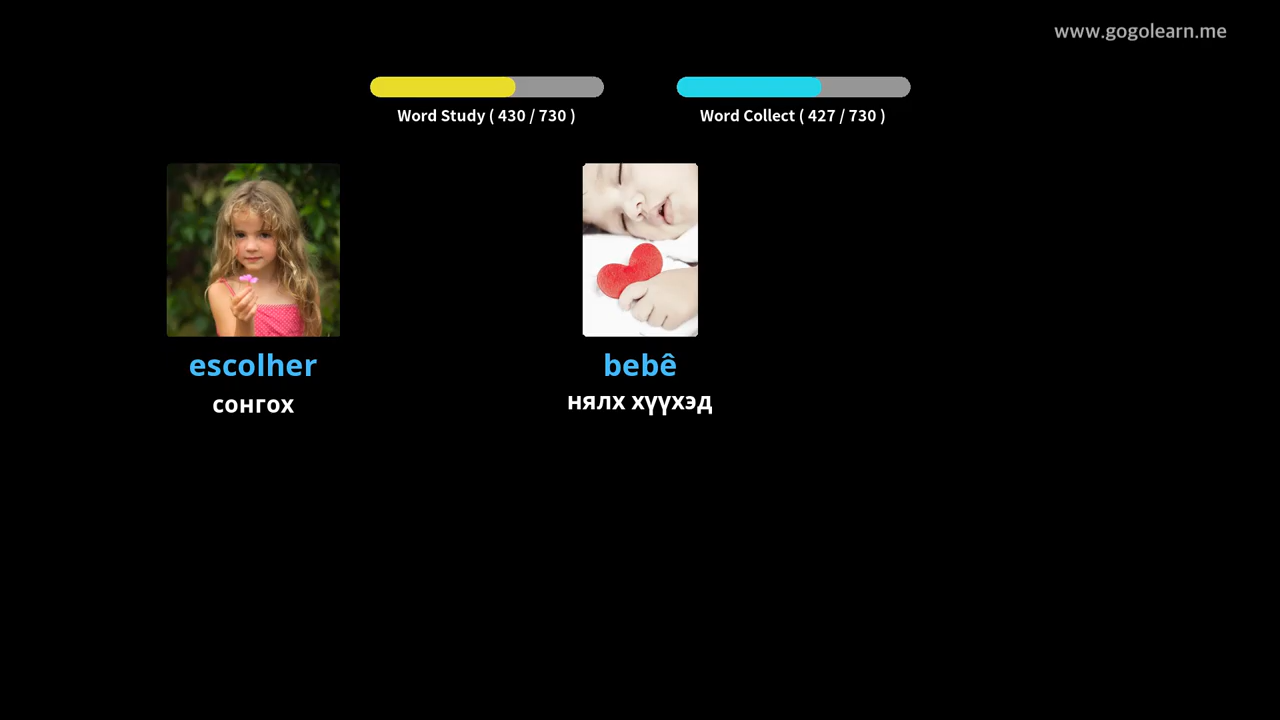 www.gogolearn.me
Word Study ( 430 / 730 )
Word Collect ( 427 / 730 )
escolher
сонгох
bebê
нялх хүүхэд